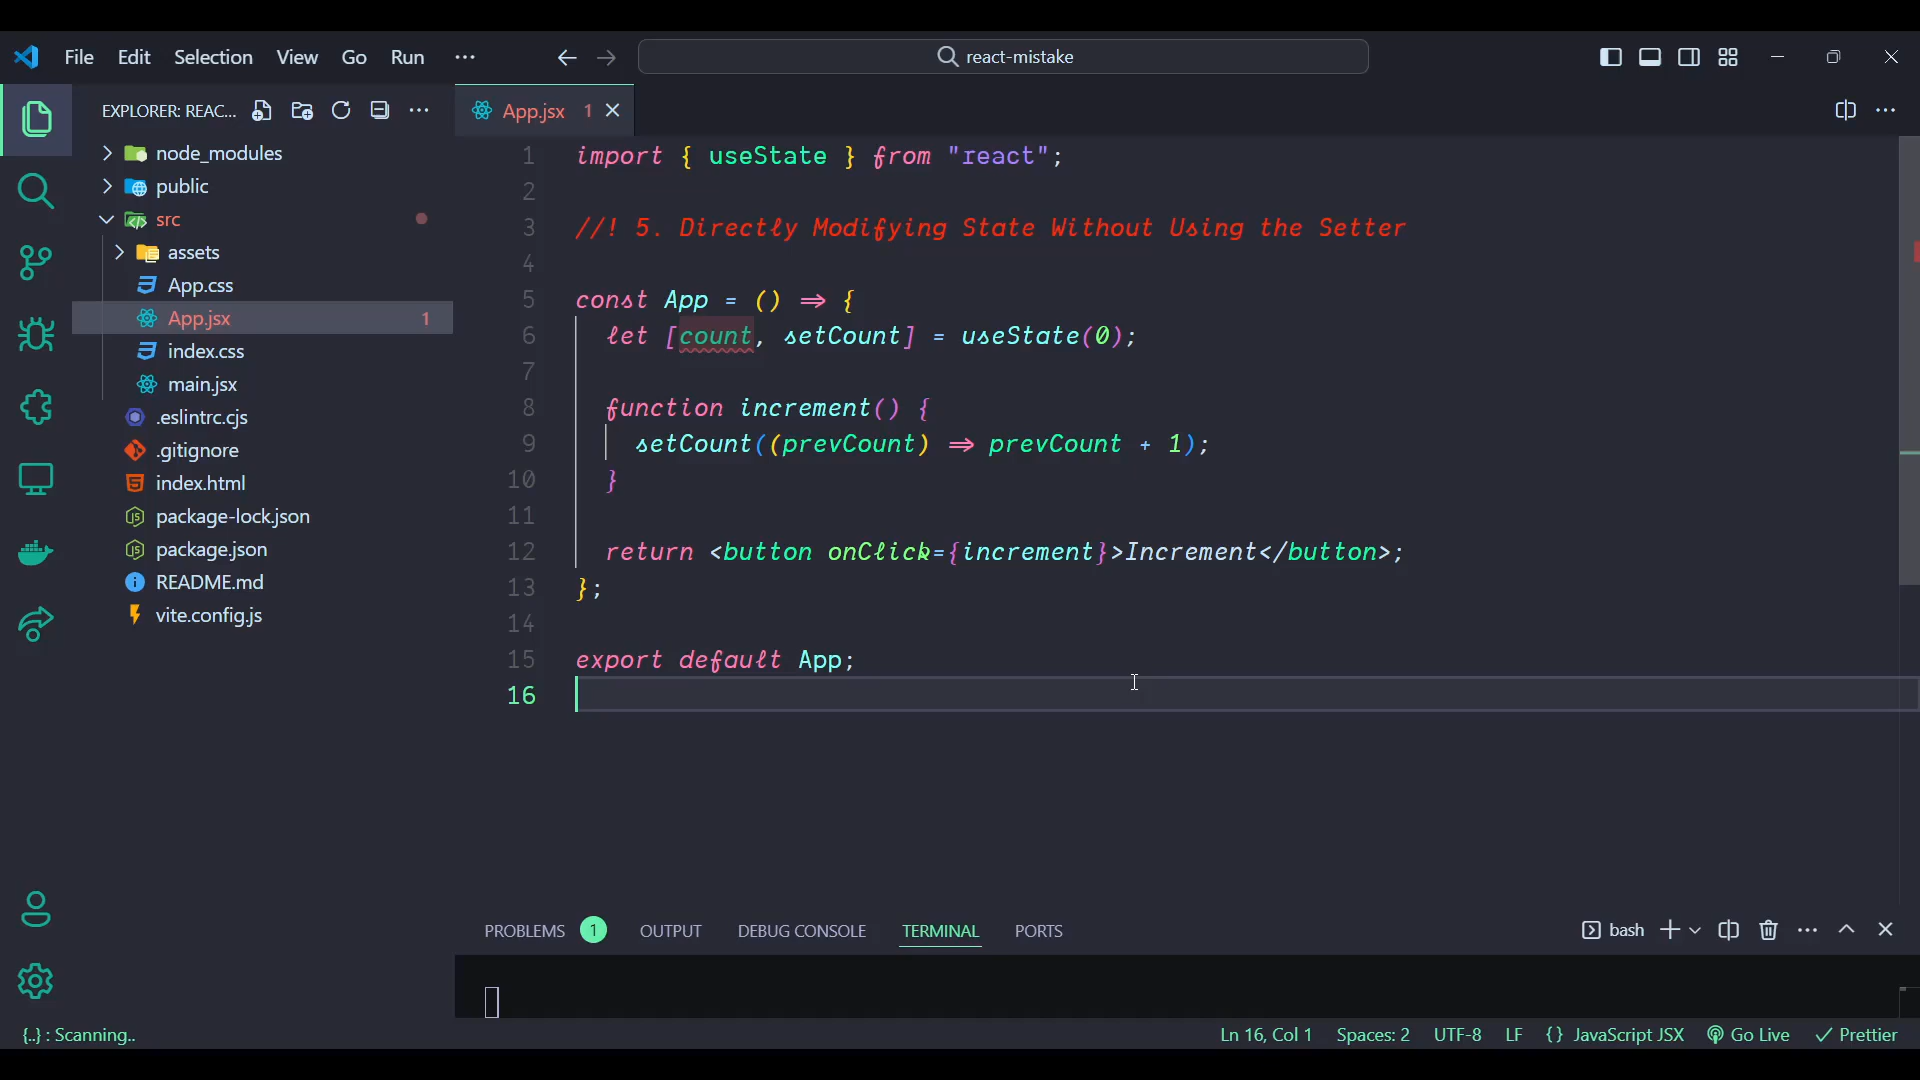 File Edit Selection View Go Run ···
react-mistake
EXPLORER: REAC... ···
App.jsx 1
node_modules
public
src
assets
App.css
App.jsx 1
index.css
main.jsx
.eslintrc.cjs
.gitignore
index.html
package-lock.json
package.json
README.md
vite.config.js
1 import { useState } from "react";
2
3 //! 5. Directly Modifying State Without Using the Setter
4
5 const App = () => {
6 let [count, setCount] = useState(0);
7
8 function increment() {
9 setCount((prevCount) => prevCount + 1);
10 }
11
12 return <button onClick={increment}>Increment</button>;
13 };
14
15 export default App;
16
PROBLEMS 1 OUTPUT DEBUG CONSOLE TERMINAL PORTS
bash
{..} : Scanning..
Ln 16, Col 1 Spaces: 2 UTF-8 LF {} JavaScript JSX Go Live Prettier